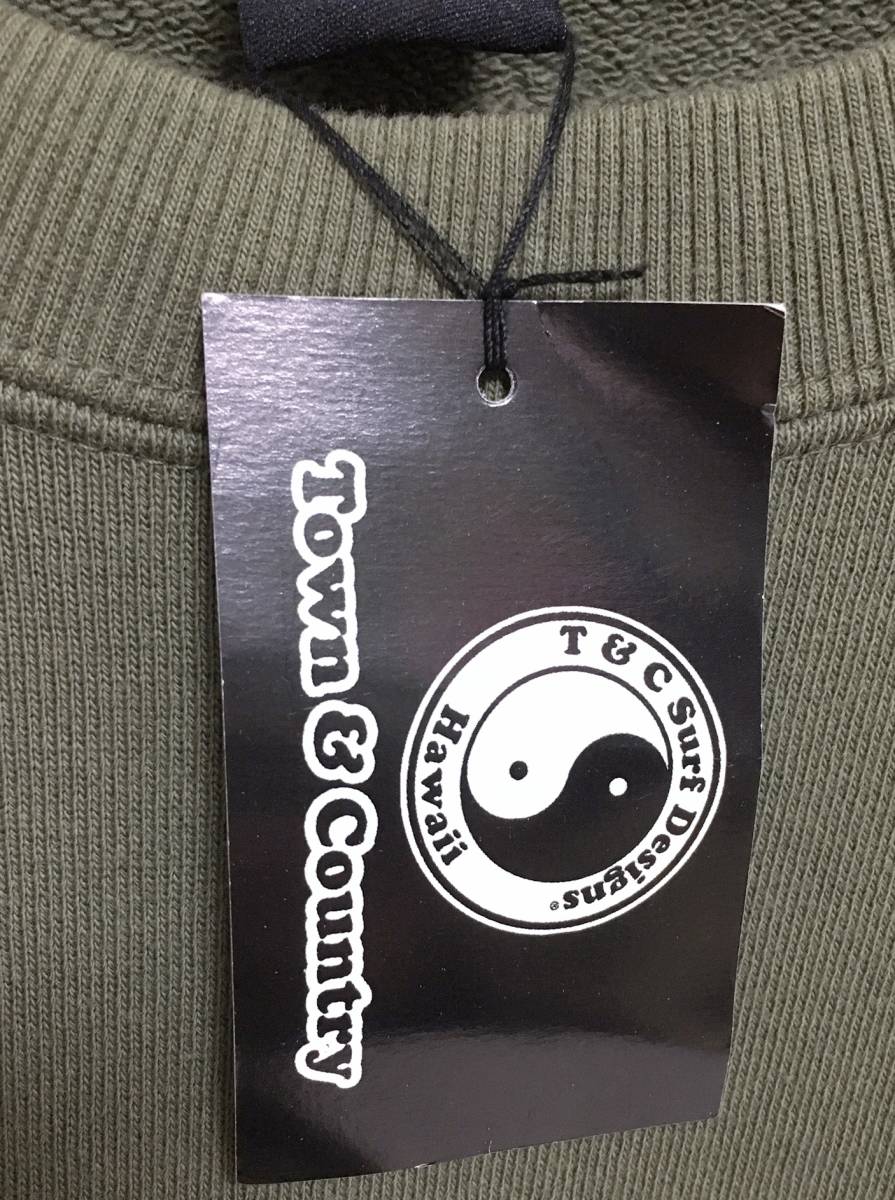 T & C Surf Designs®
Hawaii
Town & Country